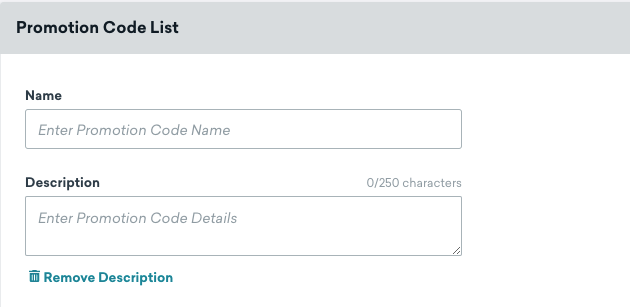 Promotion Code List
Name
Enter Promotion Code Name
Description 0/250 characters
Enter Promotion Code Details
Remove Description